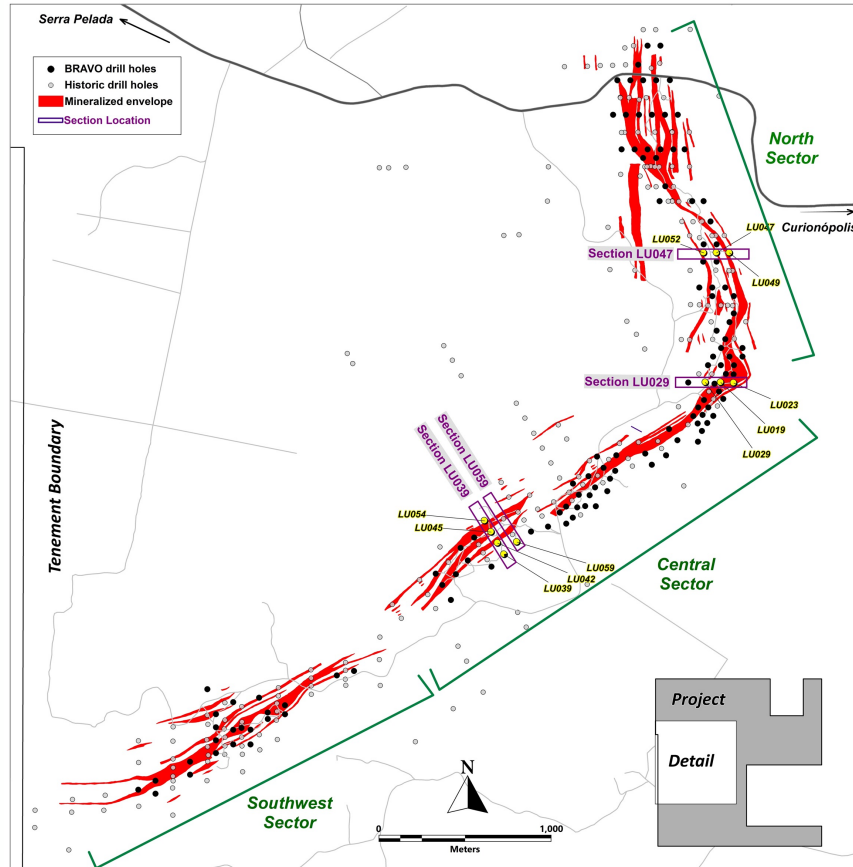 Serra Pelada
BRAVO drill holes
Historic drill holes
Mineralized envelope
Section Location
North
Sector
Curionópolis
LU047
LU052
Section LU047
LU049
Section LU029
LU023
LU019
LU029
Tenement Boundary
Section LU059
Section LU039
LU054
LU045
LU059
LU042
LU039
Central
Sector
Project
Detail
N
Southwest
Sector
0
1,000
Meters